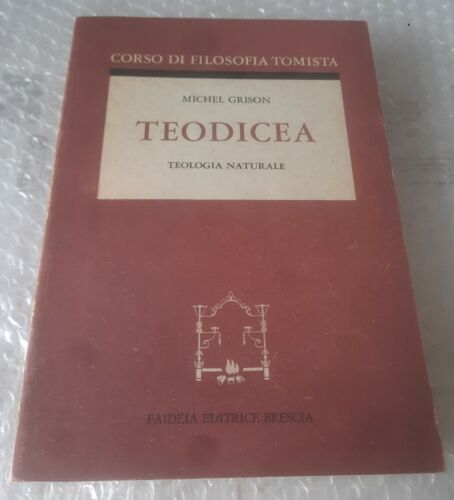 CORSO DI FILOSOFIA TOMISTA
MICHEL GRISON
TEODICEA
TEOLOGIA NATURALE
PAIDEIA EDITRICE BRESCIA